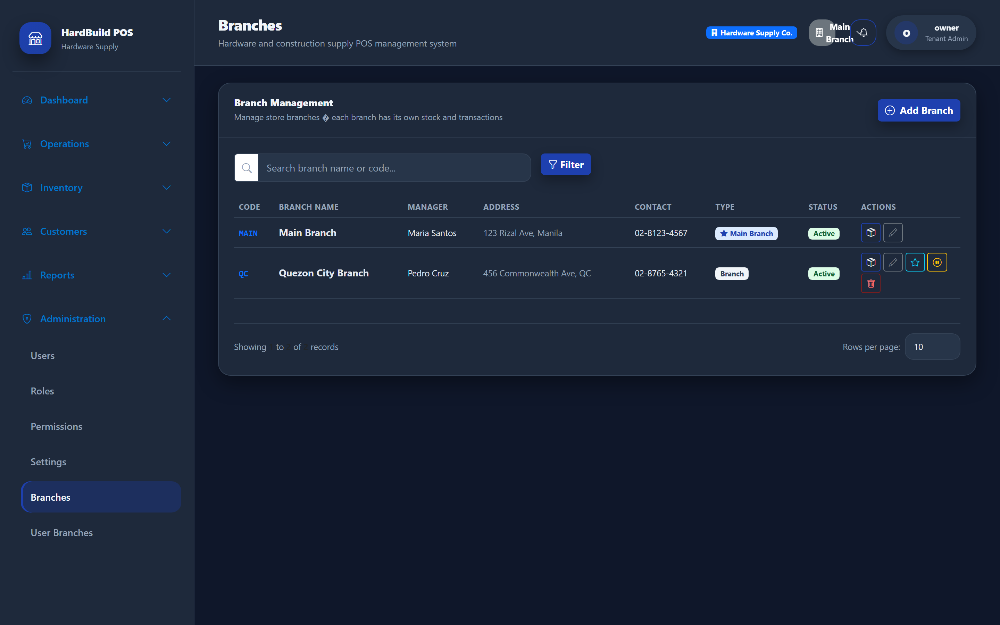 HardBuild POS
Hardware Supply
Dashboard
Operations
Inventory
Customers
Reports
Administration
Users
Roles
Permissions
Settings
Branches
User Branches
Branches
Hardware and construction supply POS management system
Hardware Supply Co.
Main
Branch
o
owner
Tenant Admin
Branch Management
Manage store branches � each branch has its own stock and transactions
Add Branch
Search branch name or code...
Filter
CODE BRANCH NAME MANAGER ADDRESS CONTACT TYPE STATUS ACTIONS
MAIN Main Branch Maria Santos 123 Rizal Ave, Manila 02-8123-4567 Main Branch Active
QC Quezon City Branch Pedro Cruz 456 Commonwealth Ave, QC 02-8765-4321 Branch Active
Showing 1 to 2 of 2 records
Rows per page: 10